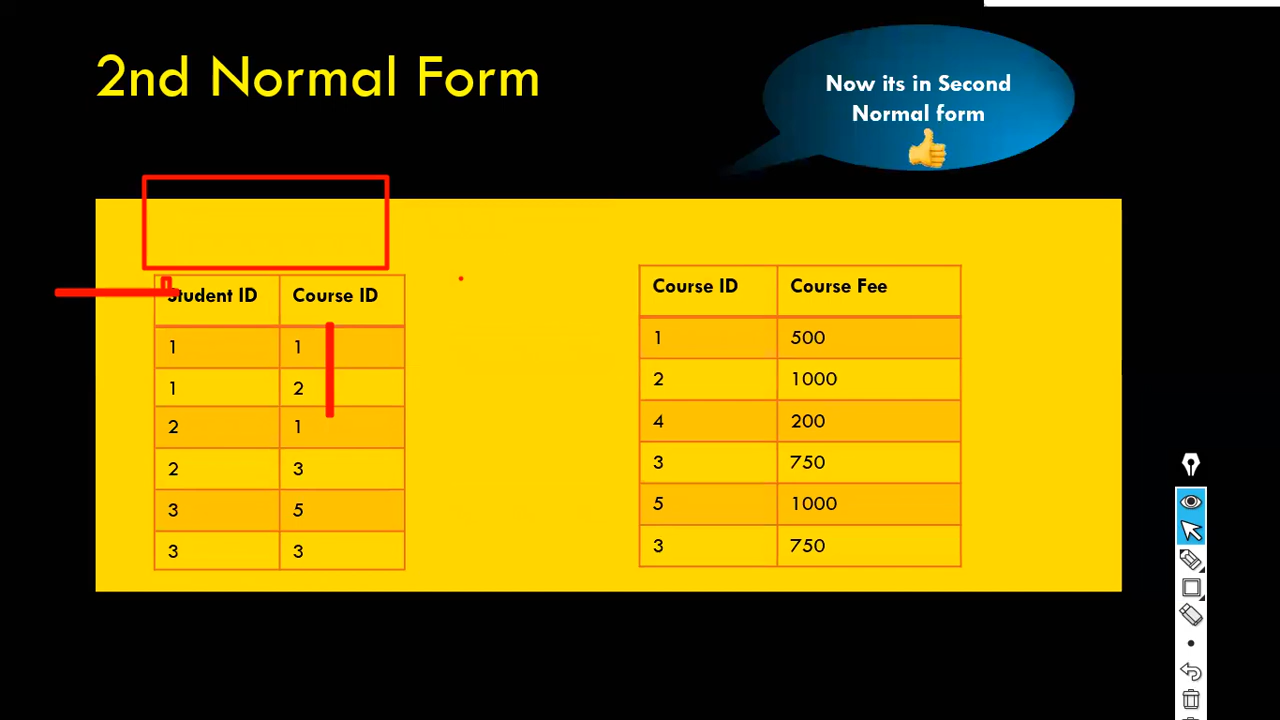 2nd Normal Form
Now its in Second
Normal form
Student ID Course ID
1 1
1 2
2 1
2 3
3 5
3 3
Course ID Course Fee
1 500
2 1000
4 200
3 750
5 1000
3 750